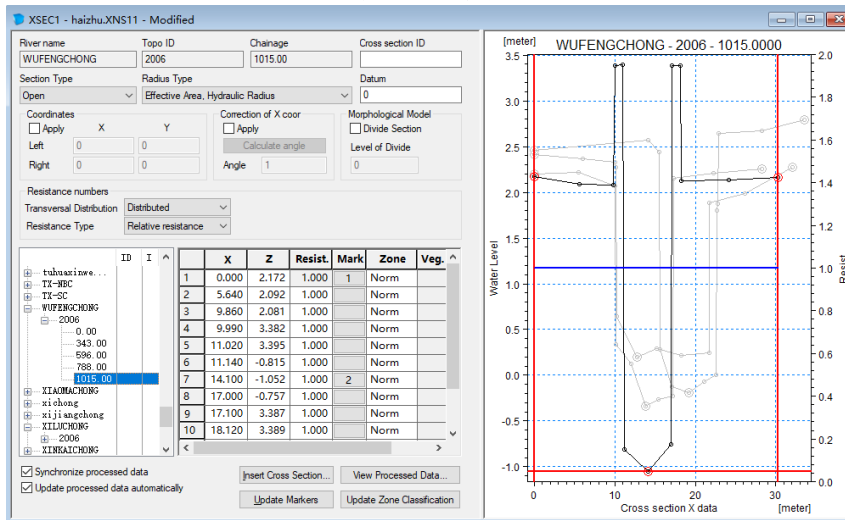 XSEC1 - haizhu.XNS11 - Modified
River name Topo ID Chainage Cross section ID
WUFENGCHONG 2006 1015.00
Section Type Radius Type Datum
Open Effective Area, Hydraulic Radius 0
Coordinates Correction of X coor Morphological Model
Apply X Y Apply Divide Section
Left 0 0 Calculate angle Level of Divide
Right 0 0 Angle 1 0
Resistance numbers
Transversal Distribution Distributed
Resistance Type Relative resistance
ID I
tuhuaxinwe...
TX-NBC
TX-SC
WUFENGCHONG
2006
0.00
343.00
596.00
788.00
1015.00
XIAOMACHONG
xichong
xijiangchong
XILUCHONG
2006
XINKAICHONG
X Z Resist. Mark Zone Veg.
1 0.000 2.172 1.000 1 Norm
2 5.640 2.092 1.000 Norm
3 9.860 2.081 1.000 Norm
4 9.990 3.382 1.000 Norm
5 11.020 3.395 1.000 Norm
6 11.140 -0.815 1.000 Norm
7 14.100 -1.052 1.000 2 Norm
8 17.000 -0.757 1.000 Norm
9 17.100 3.387 1.000 Norm
10 18.120 3.389 1.000 Norm
Synchronize processed data
Update processed data automatically
Insert Cross Section... View Processed Data...
Update Markers Update Zone Classification
[meter] WUFENGCHONG - 2006 - 1015.0000
3.5
3.0
2.5
2.0
1.5
1.0
0.5
0.0
-0.5
-1.0
Water Level
2.0
1.8
1.6
1.4
1.2
1.0
0.8
0.6
0.4
0.2
0.0
Resist
0 10 20 30
Cross section X data [meter]